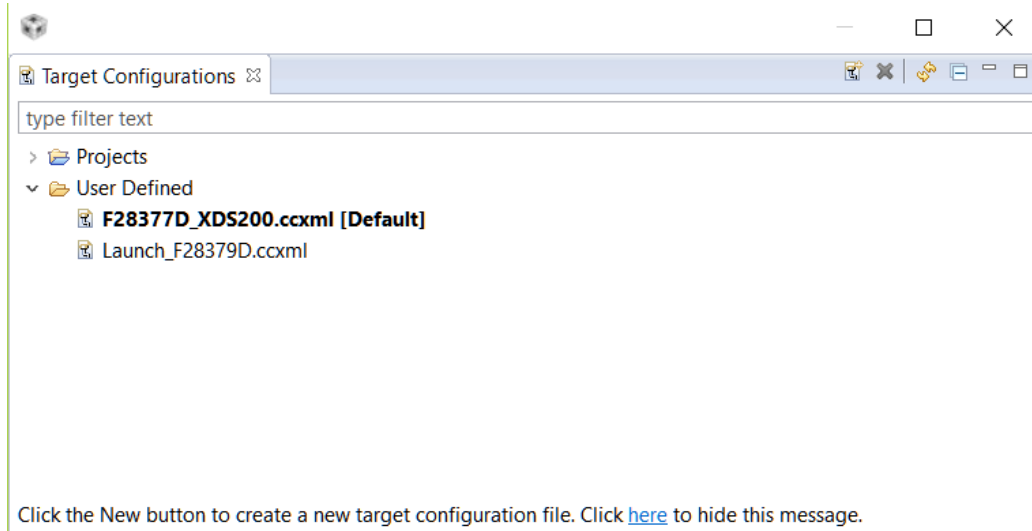 Target Configurations
type filter text
Projects
User Defined
F28377D_XDS200.ccxml [Default]
Launch_F28379D.ccxml
Click the New button to create a new target configuration file. Click here to hide this message.